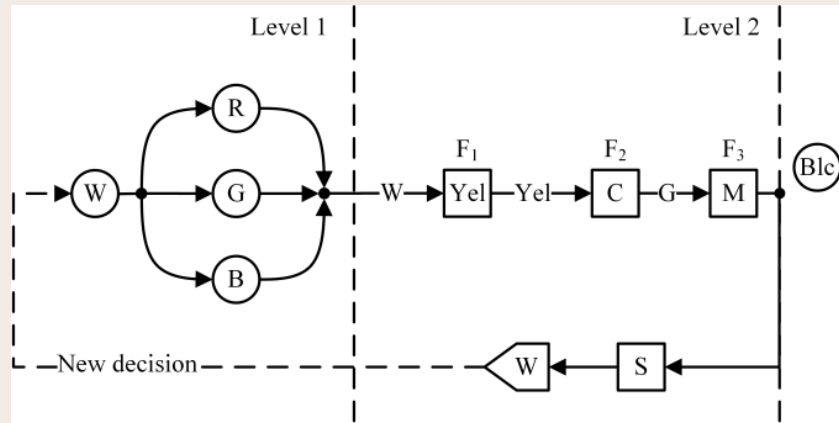 Level 1
Level 2
R
F₁
F₂
F₃
Blc
W
G
W
Yel
Yel
C
G
M
B
New decision
W
S